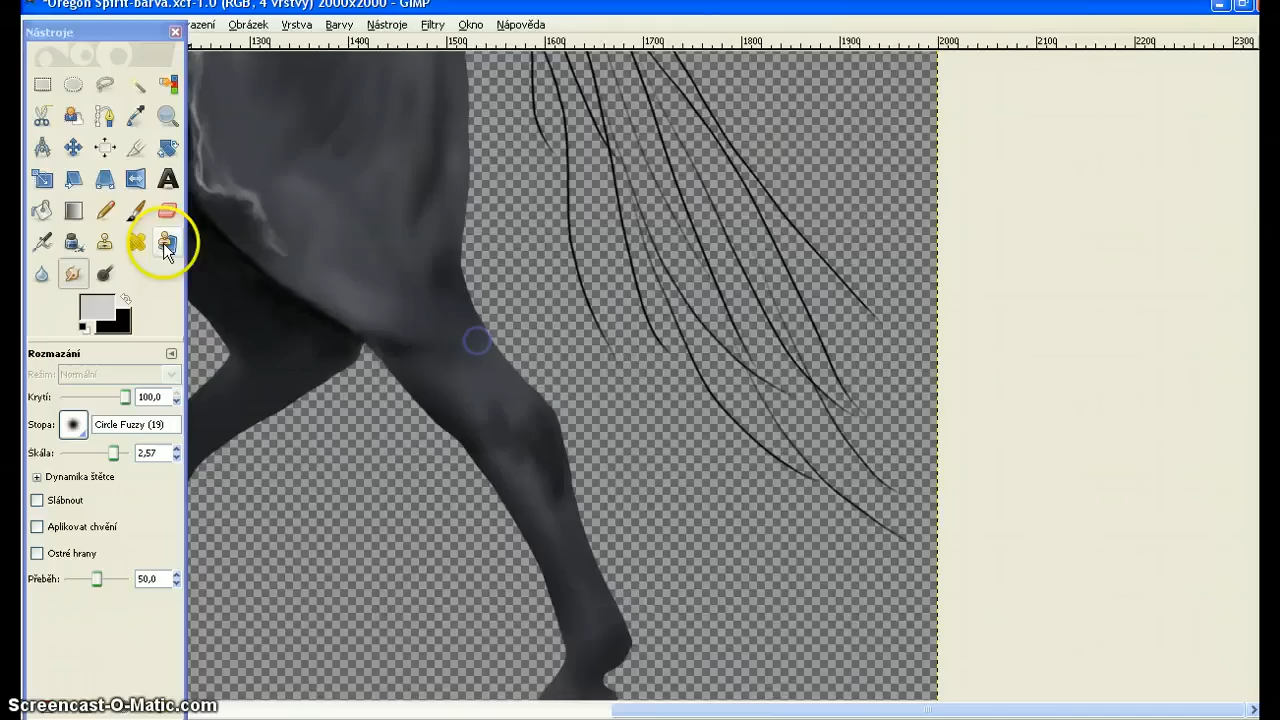 *Oregon Spirit-barva.xcf-1.0 (RGB, 4 vrstvy) 2000x2000 – GIMP
Nástroje
razení Obrázek Vrstva Barvy Nástroje Filtry Okno Nápověda
1300 1400 1500 1600 1700 1800 1900 2000 2100 2200 2300
Rozmazání
Režim: Normální
Krytí: 100,0
Stopa: Circle Fuzzy (19)
Škála: 2,57
Dynamika štětce
Slábnout
Aplikovat chvění
Ostré hrany
Přeběh: 50,0
Screencast-O-Matic.com